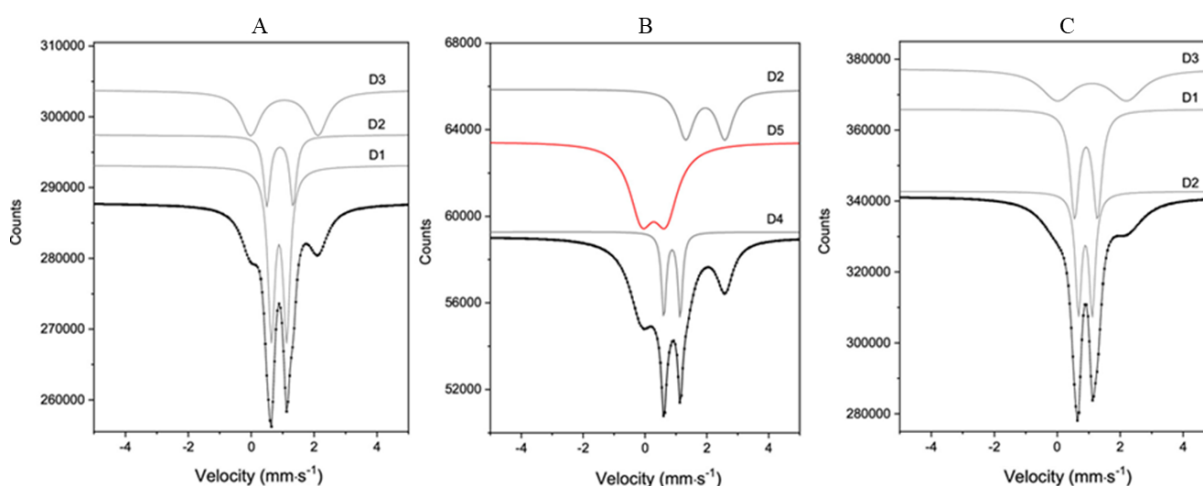 A
310000
300000
290000
280000
270000
260000
Counts
D3
D2
D1
-4
-2
0
2
4
Velocity (mm·s⁻¹)
B
68000
64000
60000
56000
52000
Counts
D2
D5
D4
-4
-2
0
2
4
Velocity (mm·s⁻¹)
C
380000
360000
340000
320000
300000
280000
Counts
D3
D1
D2
-4
-2
0
2
4
Velocity (mm·s⁻¹)